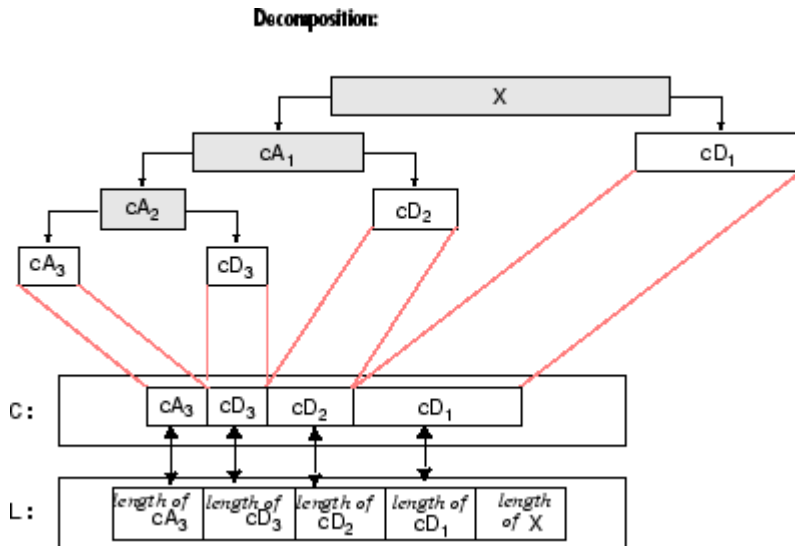 Decomposition:
X
cA₁ cD₁
cA₂ cD₂
cA₃ cD₃
C: cA₃ cD₃ cD₂ cD₁
L: length of cA₃ length of cD₃ length of cD₂ length of cD₁ length of X